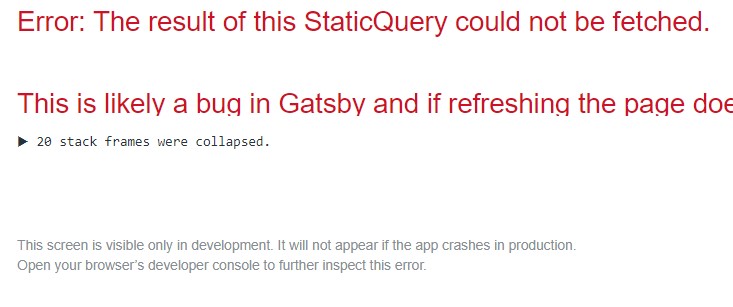 Error: The result of this StaticQuery could not be fetched.
This is likely a bug in Gatsby and if refreshing the page doe
▶ 20 stack frames were collapsed.
This screen is visible only in development. It will not appear if the app crashes in production.
Open your browser’s developer console to further inspect this error.